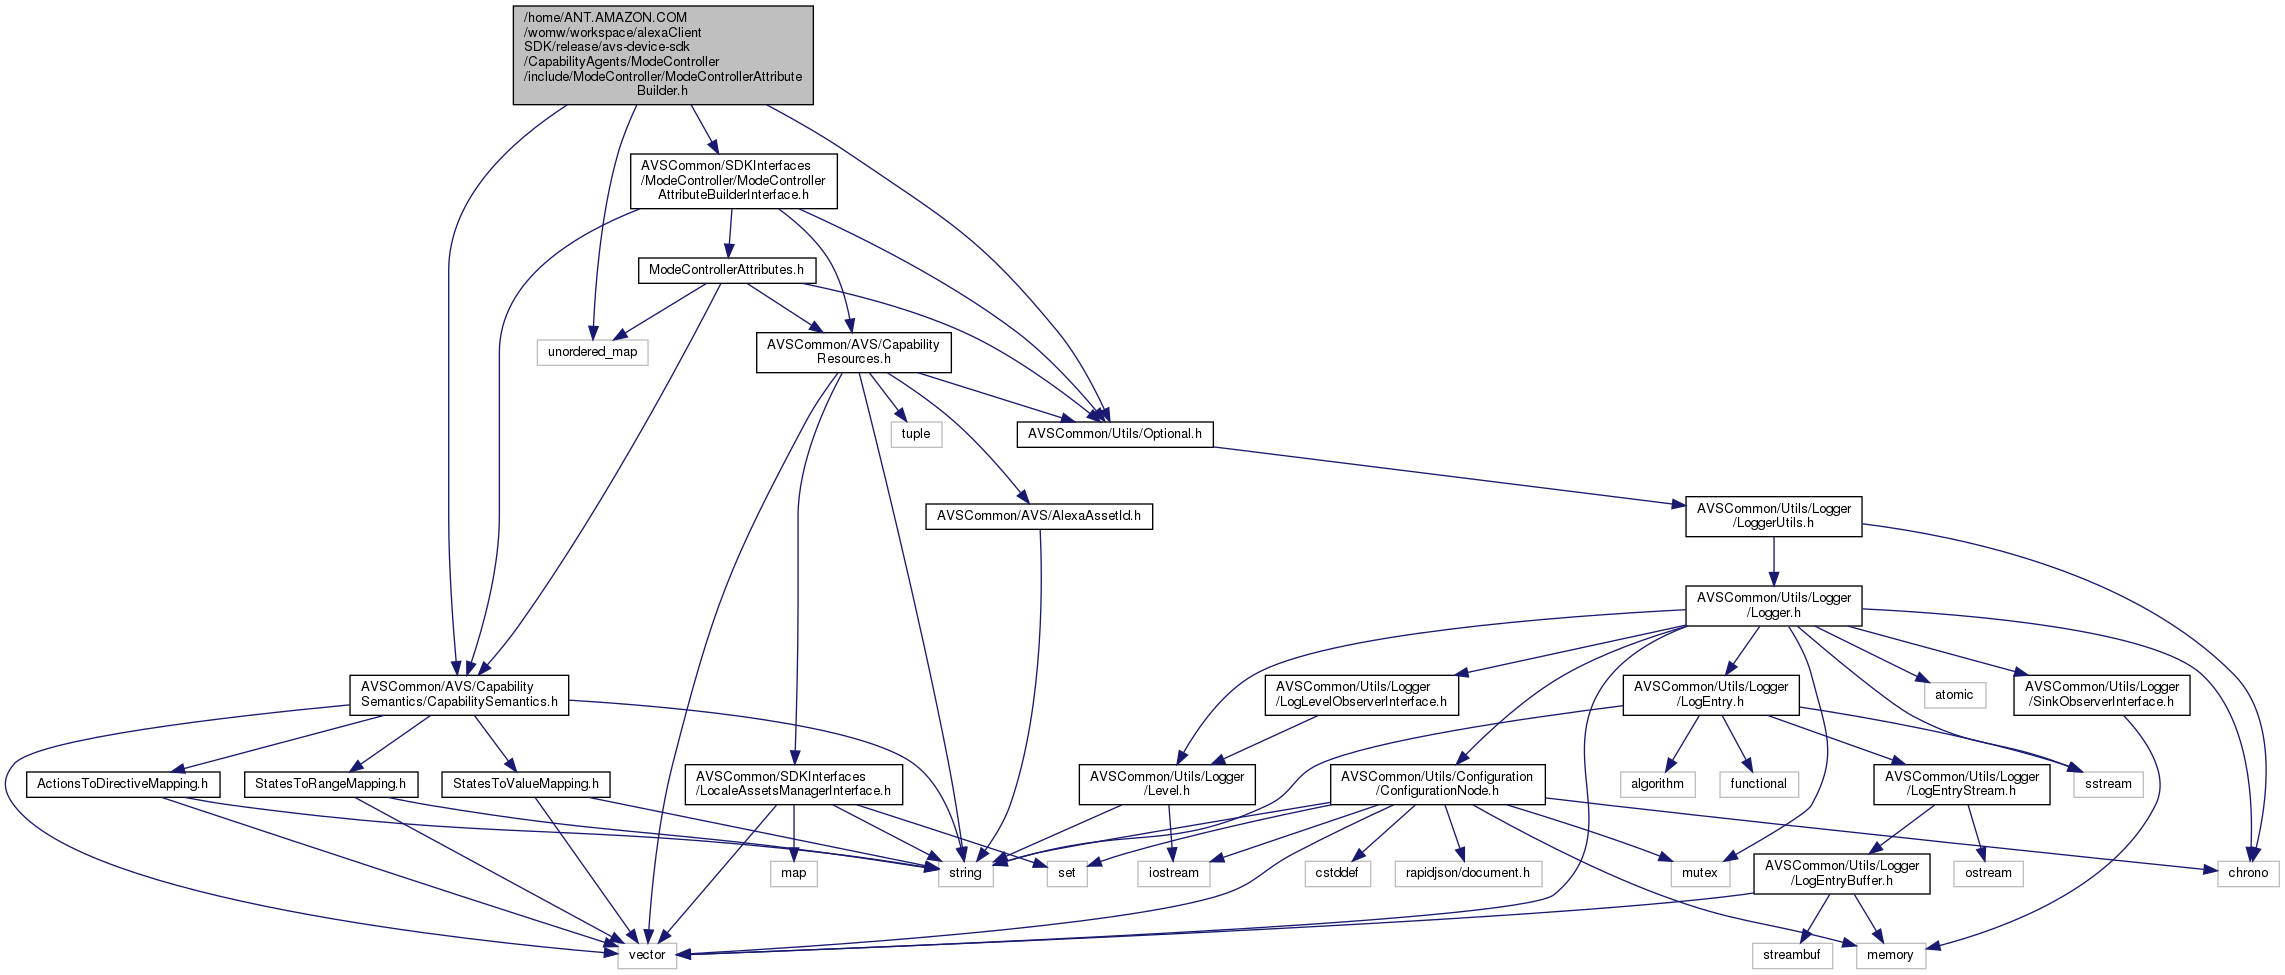 /home/ANT.AMAZON.COM
/womw/workspace/alexaClient
SDK/release/avs-device-sdk
/CapabilityAgents/ModeController
/include/ModeController/ModeControllerAttribute
Builder.h
AVSCommon/SDKInterfaces
/ModeController/ModeController
AttributeBuilderInterface.h
ModeControllerAttributes.h
unordered_map
AVSCommon/AVS/Capability
Resources.h
tuple
AVSCommon/Utils/Optional.h
AVSCommon/AVS/AlexaAssetId.h
AVSCommon/Utils/Logger
/LoggerUtils.h
AVSCommon/Utils/Logger
/Logger.h
AVSCommon/AVS/Capability
Semantics/CapabilitySemantics.h
AVSCommon/Utils/Logger
/LogLevelObserverInterface.h
AVSCommon/Utils/Logger
/LogEntry.h
atomic
AVSCommon/Utils/Logger
/SinkObserverInterface.h
ActionsToDirectiveMapping.h
StatesToRangeMapping.h
StatesToValueMapping.h
AVSCommon/SDKInterfaces
/LocaleAssetsManagerInterface.h
AVSCommon/Utils/Logger
/Level.h
AVSCommon/Utils/Configuration
/ConfigurationNode.h
algorithm
functional
AVSCommon/Utils/Logger
/LogEntryStream.h
sstream
map
string
set
iostream
cstddef
rapidjson/document.h
mutex
AVSCommon/Utils/Logger
/LogEntryBuffer.h
ostream
chrono
vector
streambuf
memory